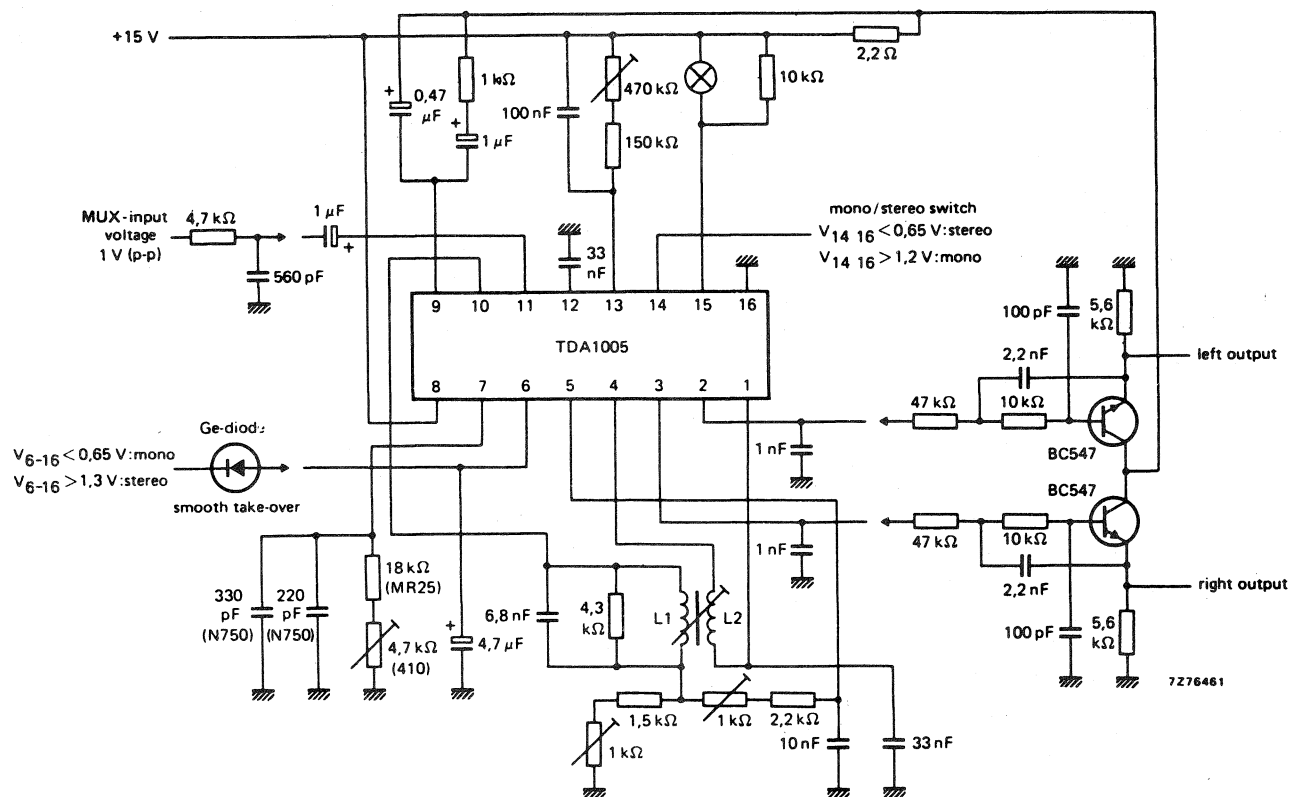 +15 V
2,2 Ω
1 kΩ
0,47
μF
+
+
1 μF
100 nF
470 kΩ
150 kΩ
10 kΩ
MUX-input
voltage
1 V (p-p)
4,7 kΩ
560 pF
1 μF
+
33
nF
mono/stereo switch
V14 16 < 0,65 V: stereo
V14 16 > 1,2 V: mono
9 10 11 12 13 14 15 16
TDA1005
8 7 6 5 4 3 2 1
100 pF
5,6
kΩ
left output
2,2 nF
47 kΩ
10 kΩ
1 nF
BC547
Ge-diode
V6-16 < 0,65 V: mono
V6-16 > 1,3 V: stereo
smooth take-over
BC547
47 kΩ
10 kΩ
1 nF
2,2 nF
right output
100 pF
5,6
kΩ
330
pF
(N750)
220
pF
(N750)
18 kΩ
(MR25)
4,7 kΩ
(410)
+
4,7 μF
6,8 nF
4,3
kΩ
L1
L2
1,5 kΩ
1 kΩ
2,2 kΩ
1 kΩ
10 nF
33 nF
7Z76461